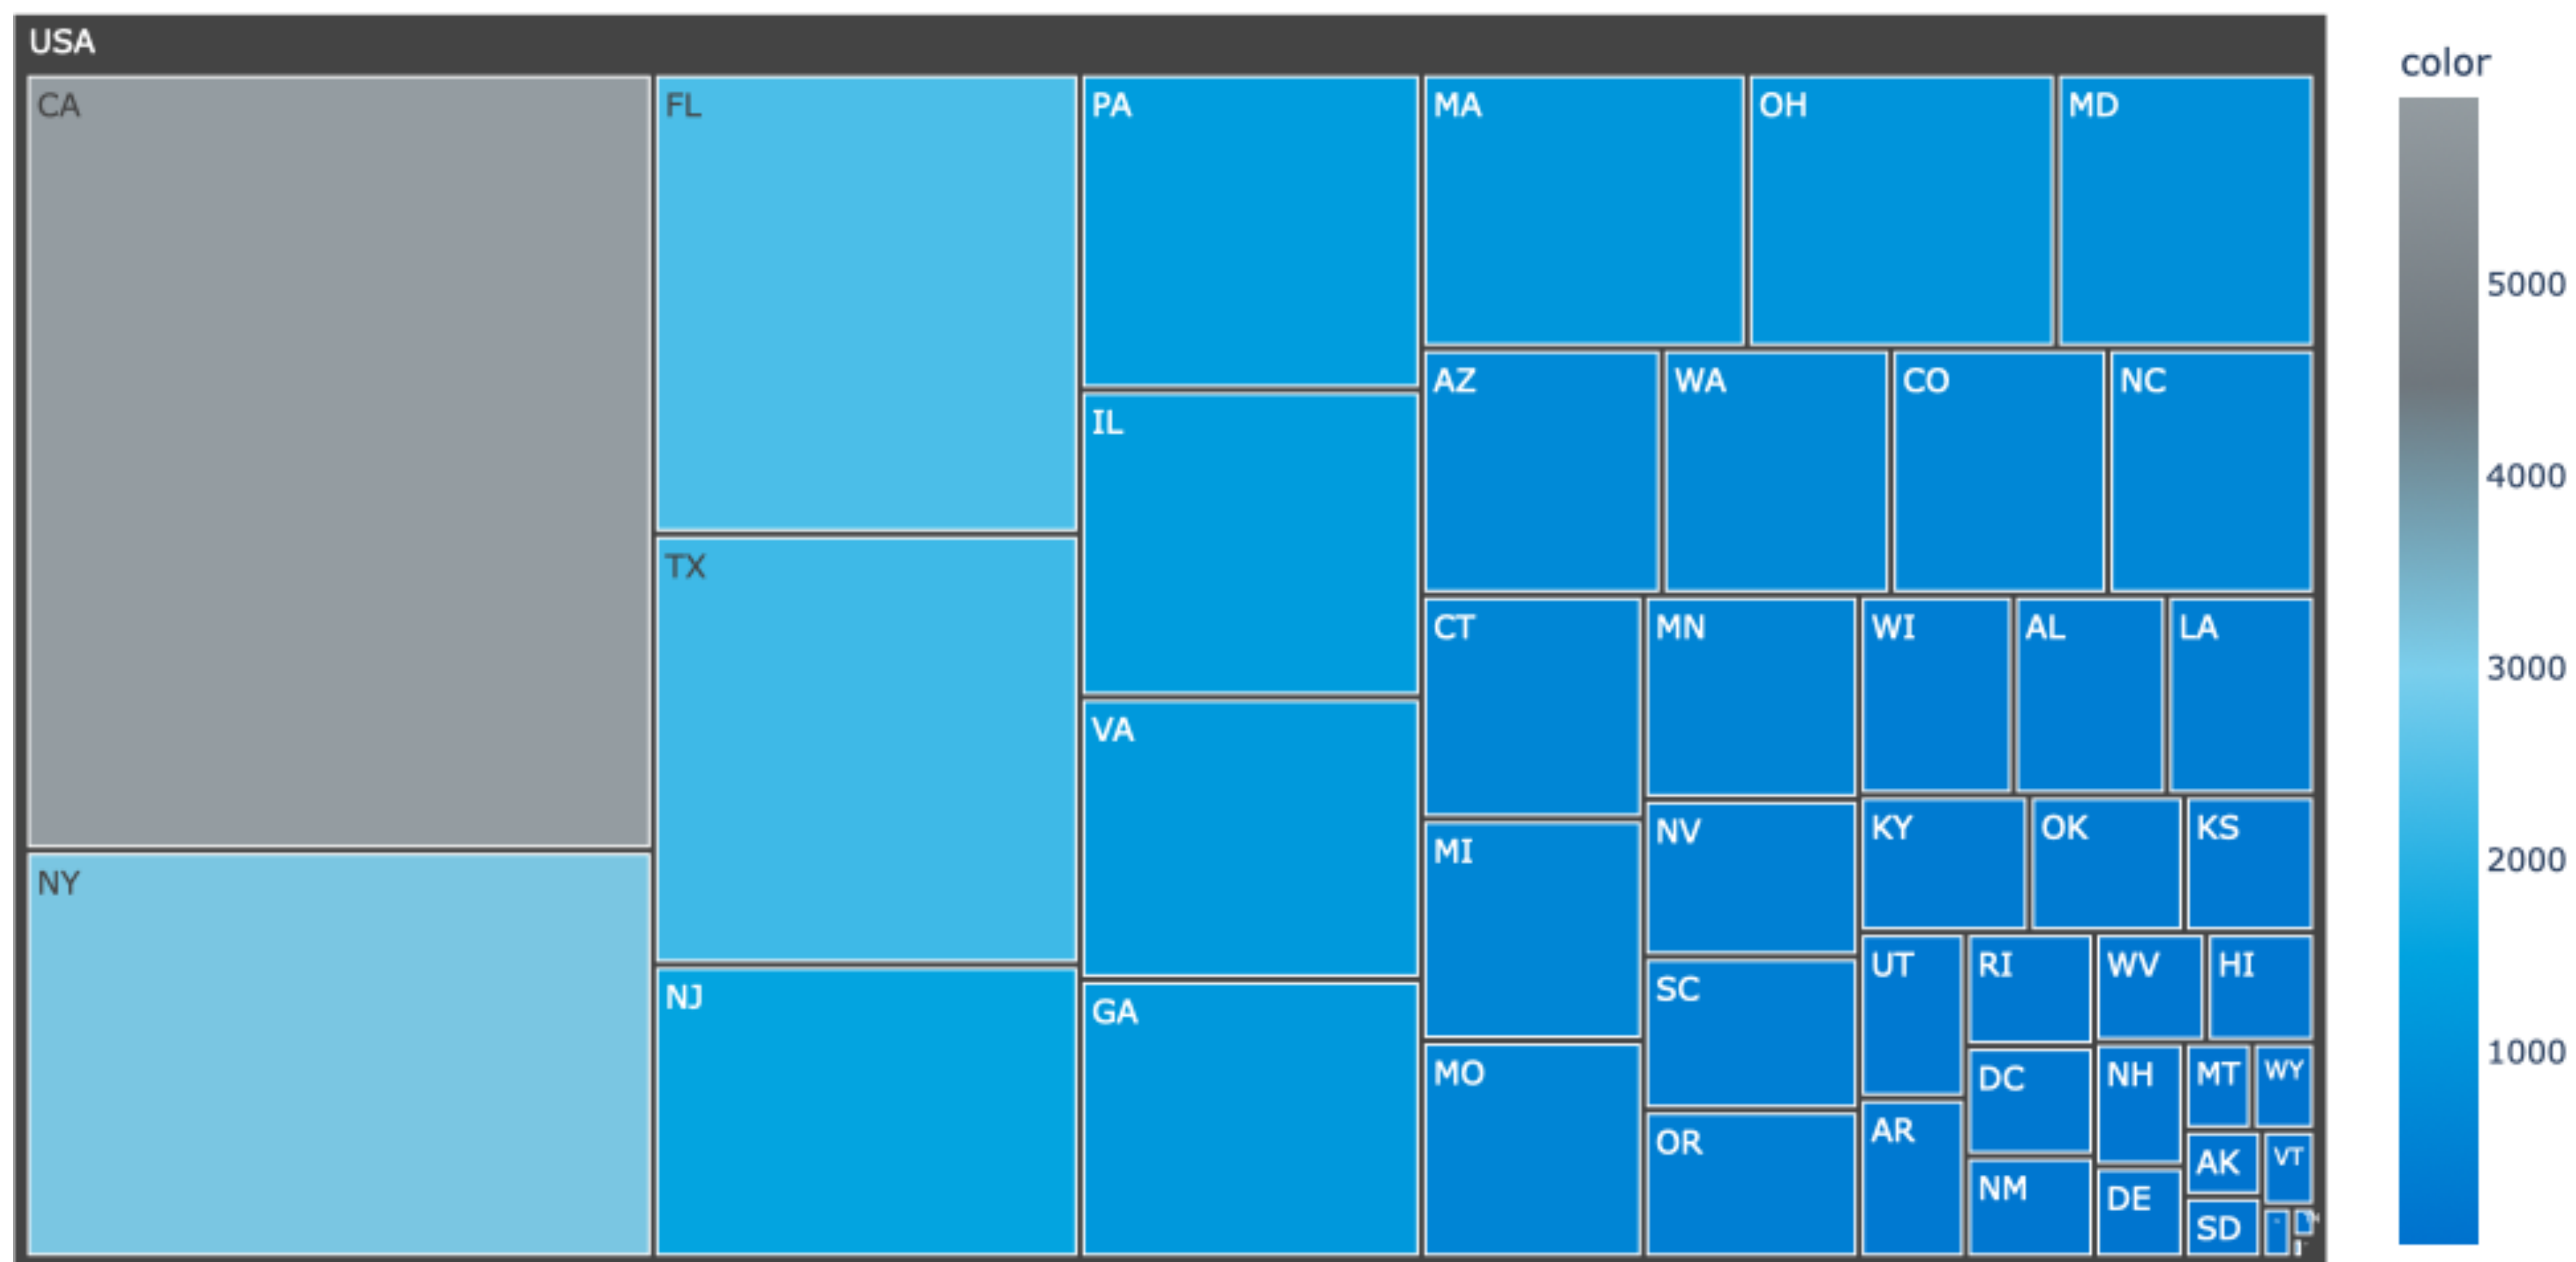 USA
CA
NY
FL
TX
NJ
PA
IL
VA
GA
MA
OH
MD
AZ
WA
CO
NC
CT
MI
MO
MN
NV
SC
OR
WI
AL
LA
KY
OK
KS
UT
AR
RI
DC
NM
WV
HI
NH
DE
MT
WY
AK
VT
SD
color
5000
4000
3000
2000
1000